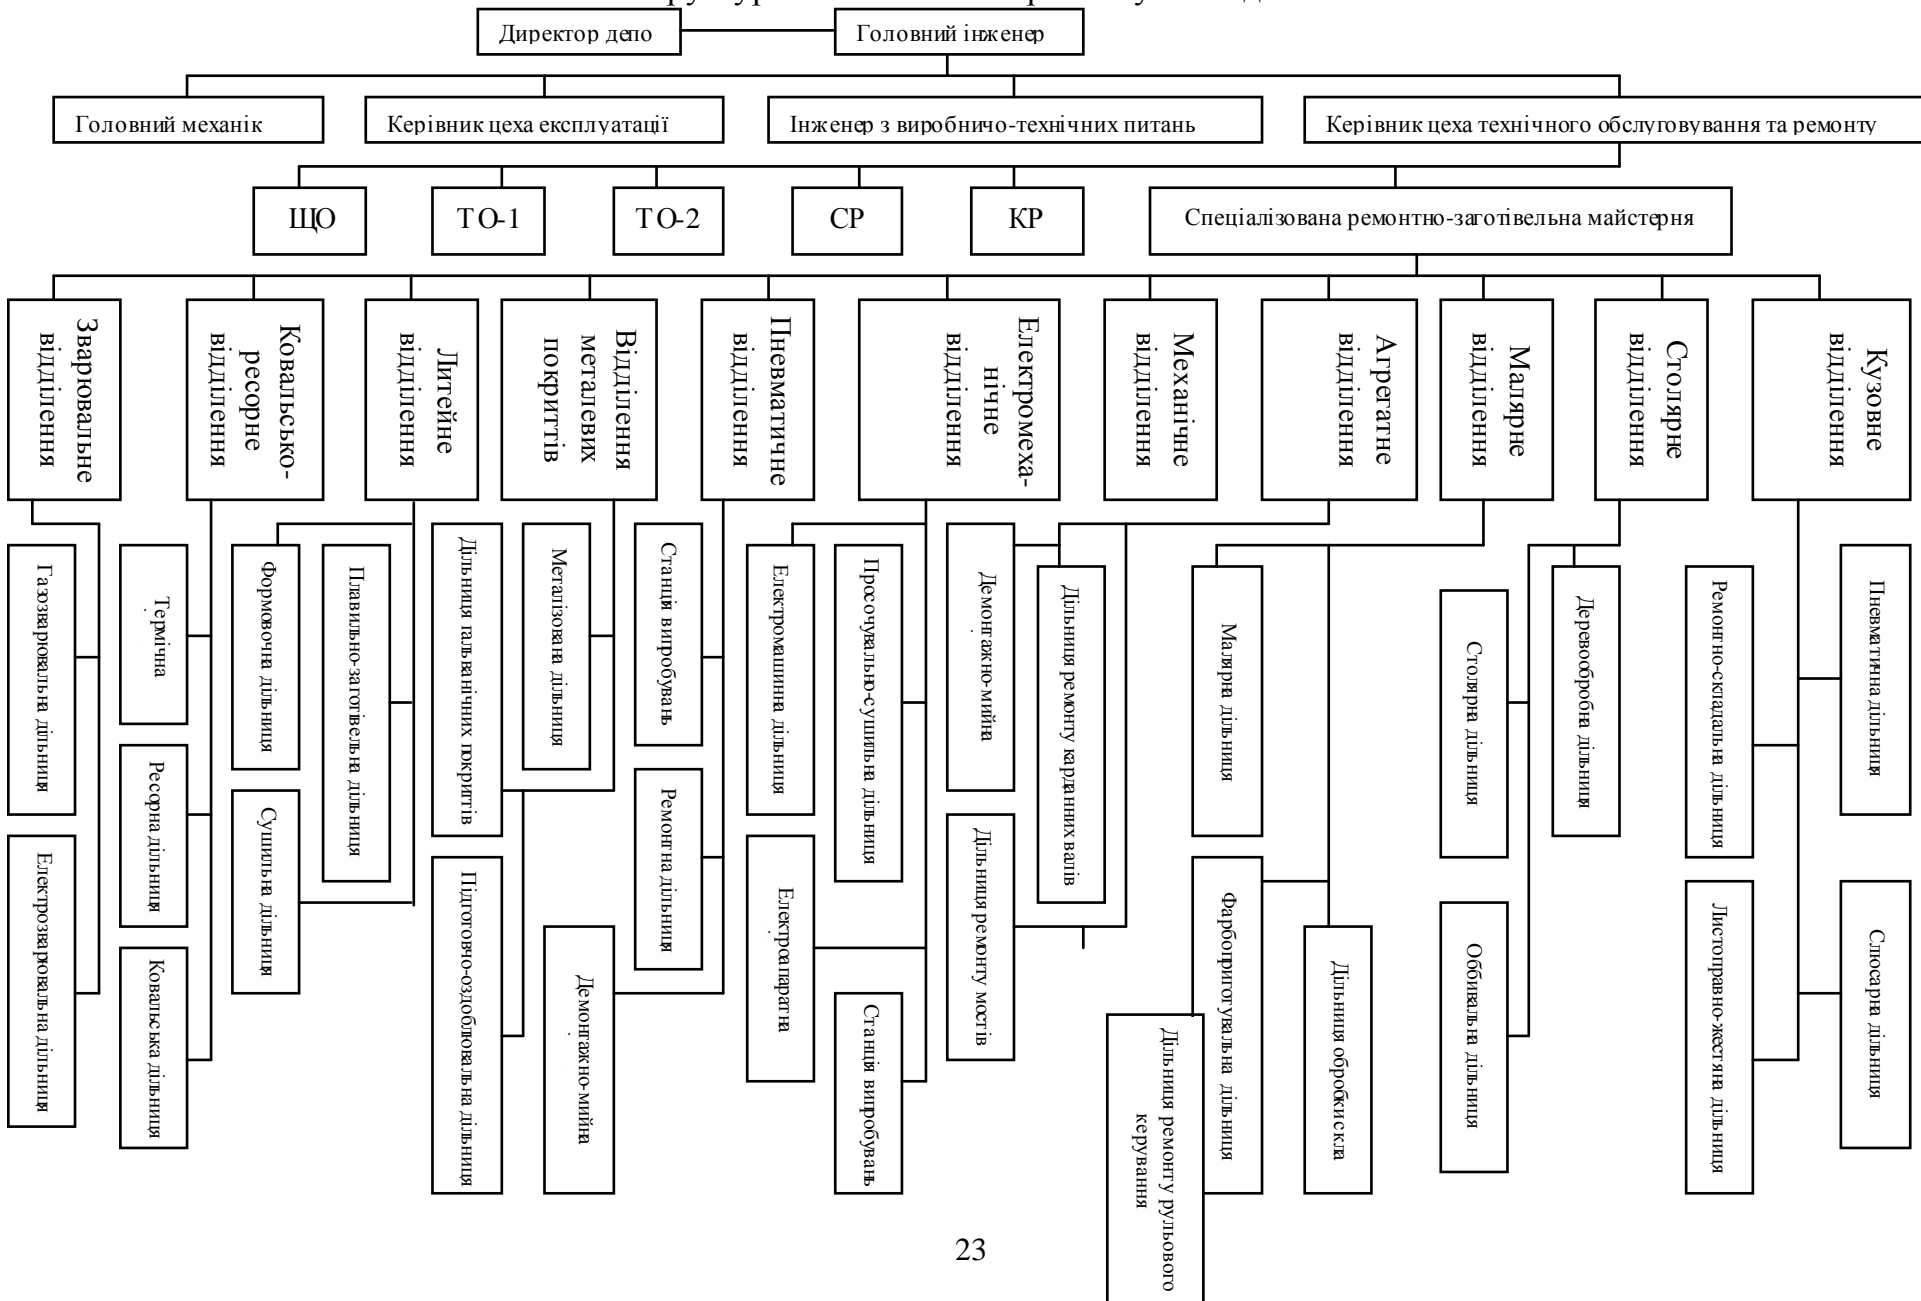 Директор депо
Головний інженер
Головний механік
Керівник цеха експлуатації
Інженер з виробничо-технічних питань
Керівник цеха технічного обслуговування та ремонту
ЩО
ТО-1
ТО-2
СР
КР
Спеціалізована ремонтно-заготівельна майстерня
Зварювальне
відділення
Ковальсько-
ресорне
відділення
Литейне
відділення
Відділення
металевих
покриттів
Пневматичне
відділення
Електромеха-
нічне
відділення
Механічне
відділення
Агрегатне
відділення
Малярне
відділення
Столярне
відділення
Кузовне
відділення
Газозварювальна дільниця
Електрозварювальна дільниця
Термічна
Ресорна дільниця
Ковальська дільниця
Формовочна дільниця
Сушильна дільниця
Плавильно-заготівельна дільниця
Дільниця гальванічних покриттів
Підготовчо-оздоблювальна дільниця
Металізована дільниця
Демонтажно-мийна
Станція випробувань
Ремонтна дільниця
Електромашинна дільниця
Електроапаратна
Просочувально-сушильна дільниця
Станція випробувань
Демонтажно-мийна
Дільниця ремонту мостів
Дільниця ремонту карданних валів
Дільниця ремонту рульового
керування
Малярна дільниця
Фарбопригогувальна дільниця
Дільниця обробки скла
Столярна дільниця
Оббивальна дільниця
Деревообробна дільниця
Ремонтно-складальна дільниця
Листоправно-жестяна дільниця
Пневматична дільниця
Слюсарна дільниця
23